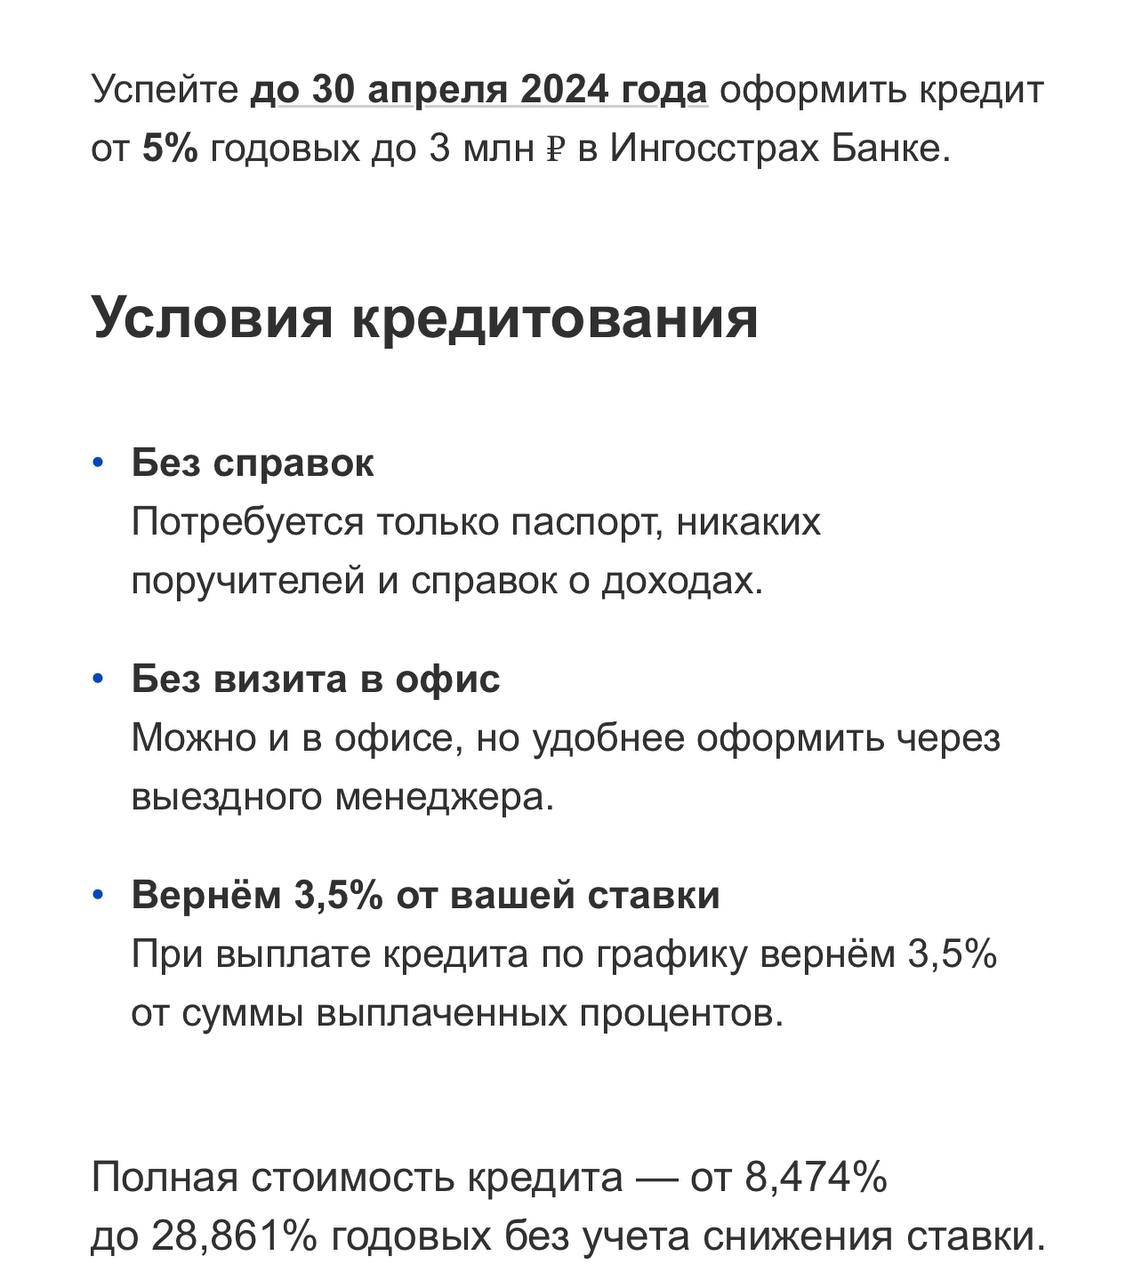 Успейте до 30 апреля 2024 года оформить кредит
от 5% годовых до 3 млн ₽ в Ингосстрах Банке.
Условия кредитования
• Без справок
Потребуется только паспорт, никаких
поручителей и справок о доходах.
• Без визита в офис
Можно и в офисе, но удобнее оформить через
выездного менеджера.
• Вернём 3,5% от вашей ставки
При выплате кредита по графику вернём 3,5%
от суммы выплаченных процентов.
Полная стоимость кредита — от 8,474%
до 28,861% годовых без учета снижения ставки.